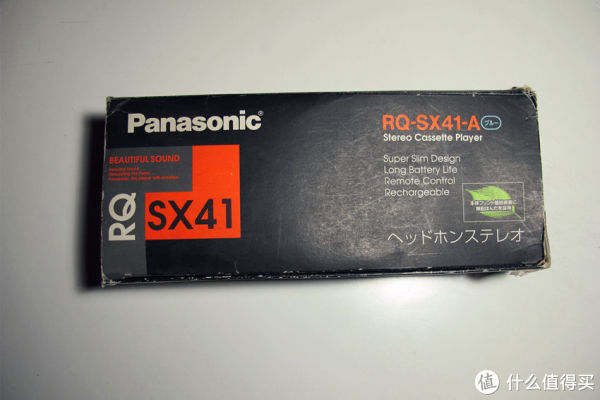 Panasonic®
BEAUTIFUL SOUND
RQ
SX41
RQ-SX41-A ブルー
Stereo Cassette Player
Super Slim Design
Long Battery Life
Remote Control
Rechargeable
ヘッドホンステレオ
值 什么值得买